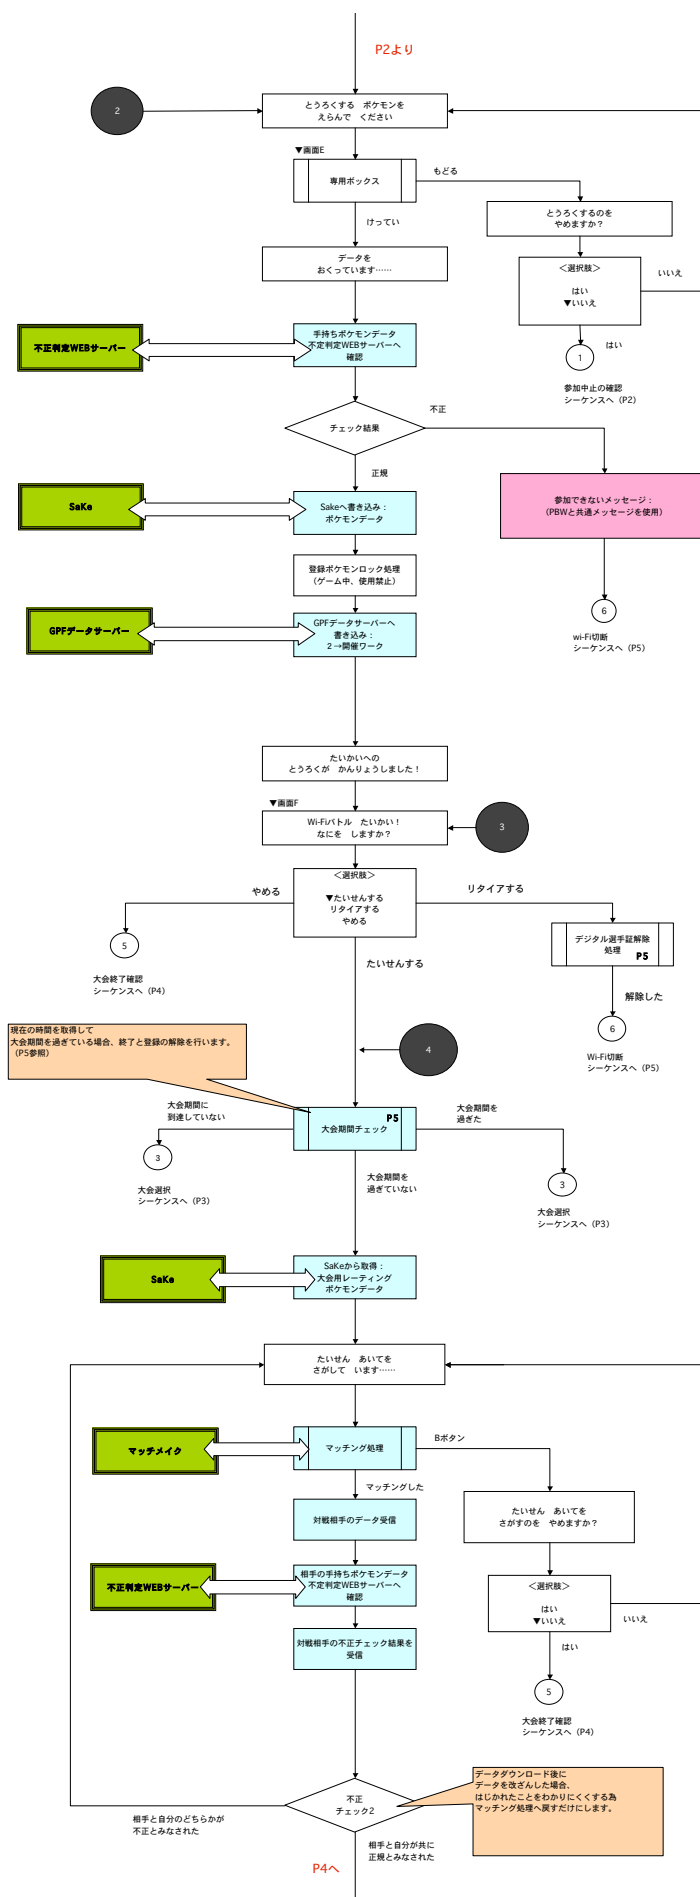 P2より
2
とうろくする　ポケモンを
えらんで　ください
▼画面E
専用ボックス
もどる
とうろくするのを
やめますか？
けってい
データを
おくっています……
＜選択肢＞
はい
▼いいえ
いいえ
はい
1
参加中止の確認
シーケンスへ（P2）
不正判定WEBサーバー
手持ちポケモンデータ
不定判定WEBサーバーへ
確認
チェック結果
不正
正規
参加できないメッセージ：
（PBWと共通メッセージを使用）
SaKe
Sakeへ書き込み：
ポケモンデータ
登録ポケモンロック処理
（ゲーム中、使用禁止）
6
wi-Fi切断
シーケンスへ（P5）
GPFデータサーバー
GPFデータサーバーへ
書き込み：
２→開催ワーク
たいかいへの
とうろくが　かんりょうしました！
▼画面F
Wi-Fiバトル　たいかい！
なにを　しますか？
3
＜選択肢＞
▼たいせんする
リタイアする
やめる
やめる
リタイアする
5
大会終了確認
シーケンスへ（P4）
デジタル選手証解除
処理
P5
たいせんする
解除した
6
Wi-Fi切断
シーケンスへ（P5）
現在の時間を取得して
大会期間を過ぎている場合、終了と登録の解除を行います。
（P5参照）
4
大会期間に
到達していない
P5
大会期間チェック
大会期間を
過ぎた
3
大会選択
シーケンスへ（P3）
大会期間を
過ぎていない
3
大会選択
シーケンスへ（P3）
SaKe
SaKeから取得：
大会用レーティング
ポケモンデータ
たいせん　あいてを
さがして　います……
マッチメイク
マッチング処理
Bボタン
マッチングした
たいせん　あいてを
さがすのを　やめますか？
対戦相手のデータ受信
不正判定WEBサーバー
相手の手持ちポケモンデータ
不定判定WEBサーバーへ
確認
＜選択肢＞
はい
▼いいえ
いいえ
はい
対戦相手の不正チェック結果を
受信
5
大会終了確認
シーケンスへ（P4）
不正
チェック2
データダウンロード後に
データを改ざんした場合、
はじかれたことをわかりにくくする為
マッチング処理へ戻すだけにします。
相手と自分のどちらかが
不正とみなされた
相手と自分が共に
正規とみなされた
P4へ